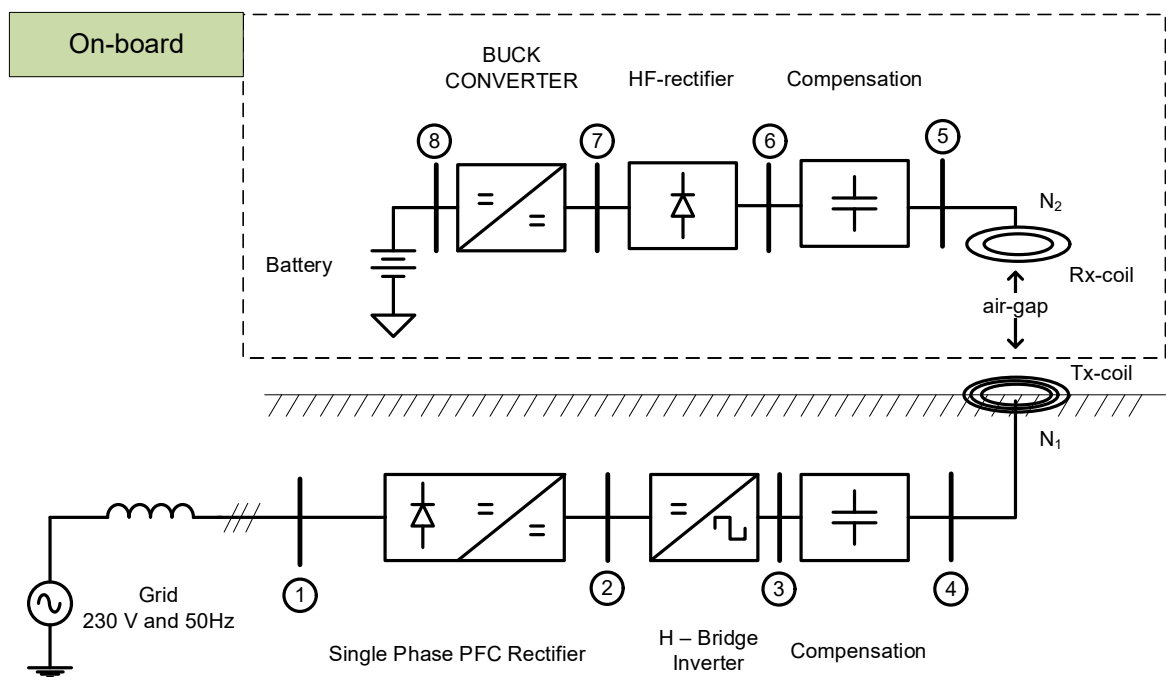 On-board
BUCK
CONVERTER
HF-rectifier
Compensation
8
7
6
5
N2
Battery
Rx-coil
air-gap
Tx-coil
N1
1
2
3
4
Grid
230 V and 50Hz
Single Phase PFC Rectifier
H – Bridge
Inverter
Compensation